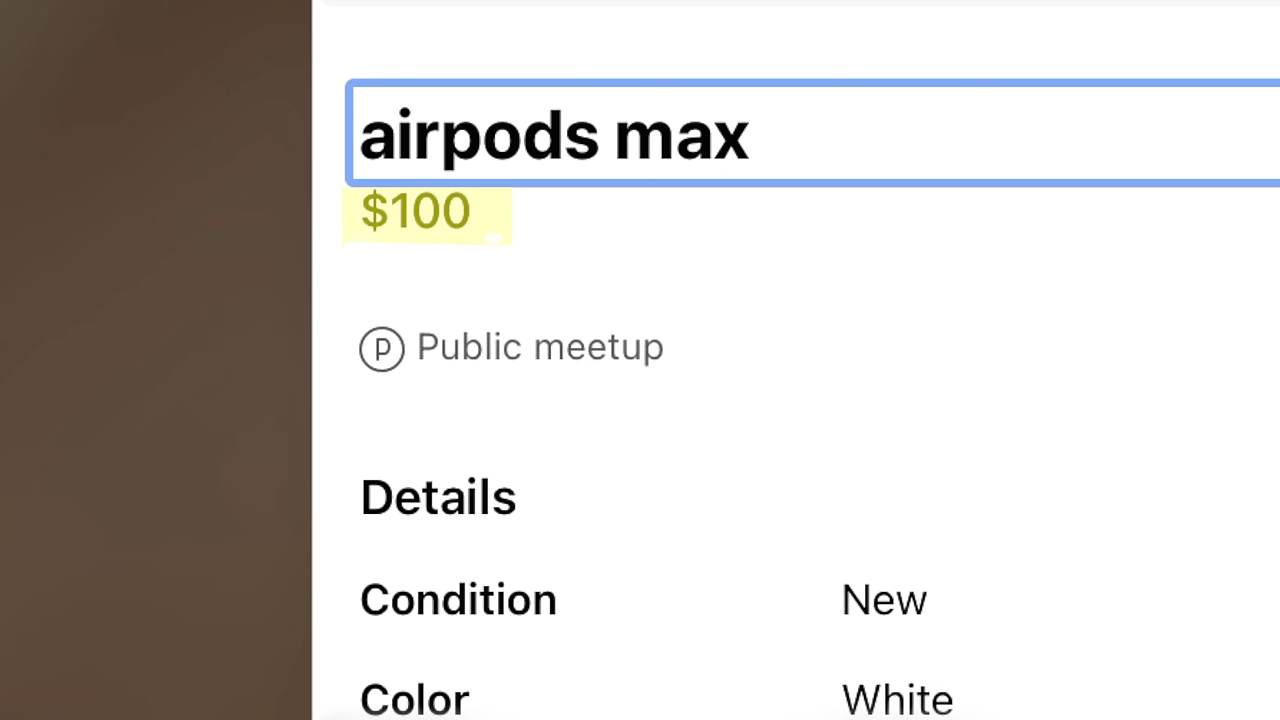 airpods max
$100
Public meetup
Details
Condition New
Color White